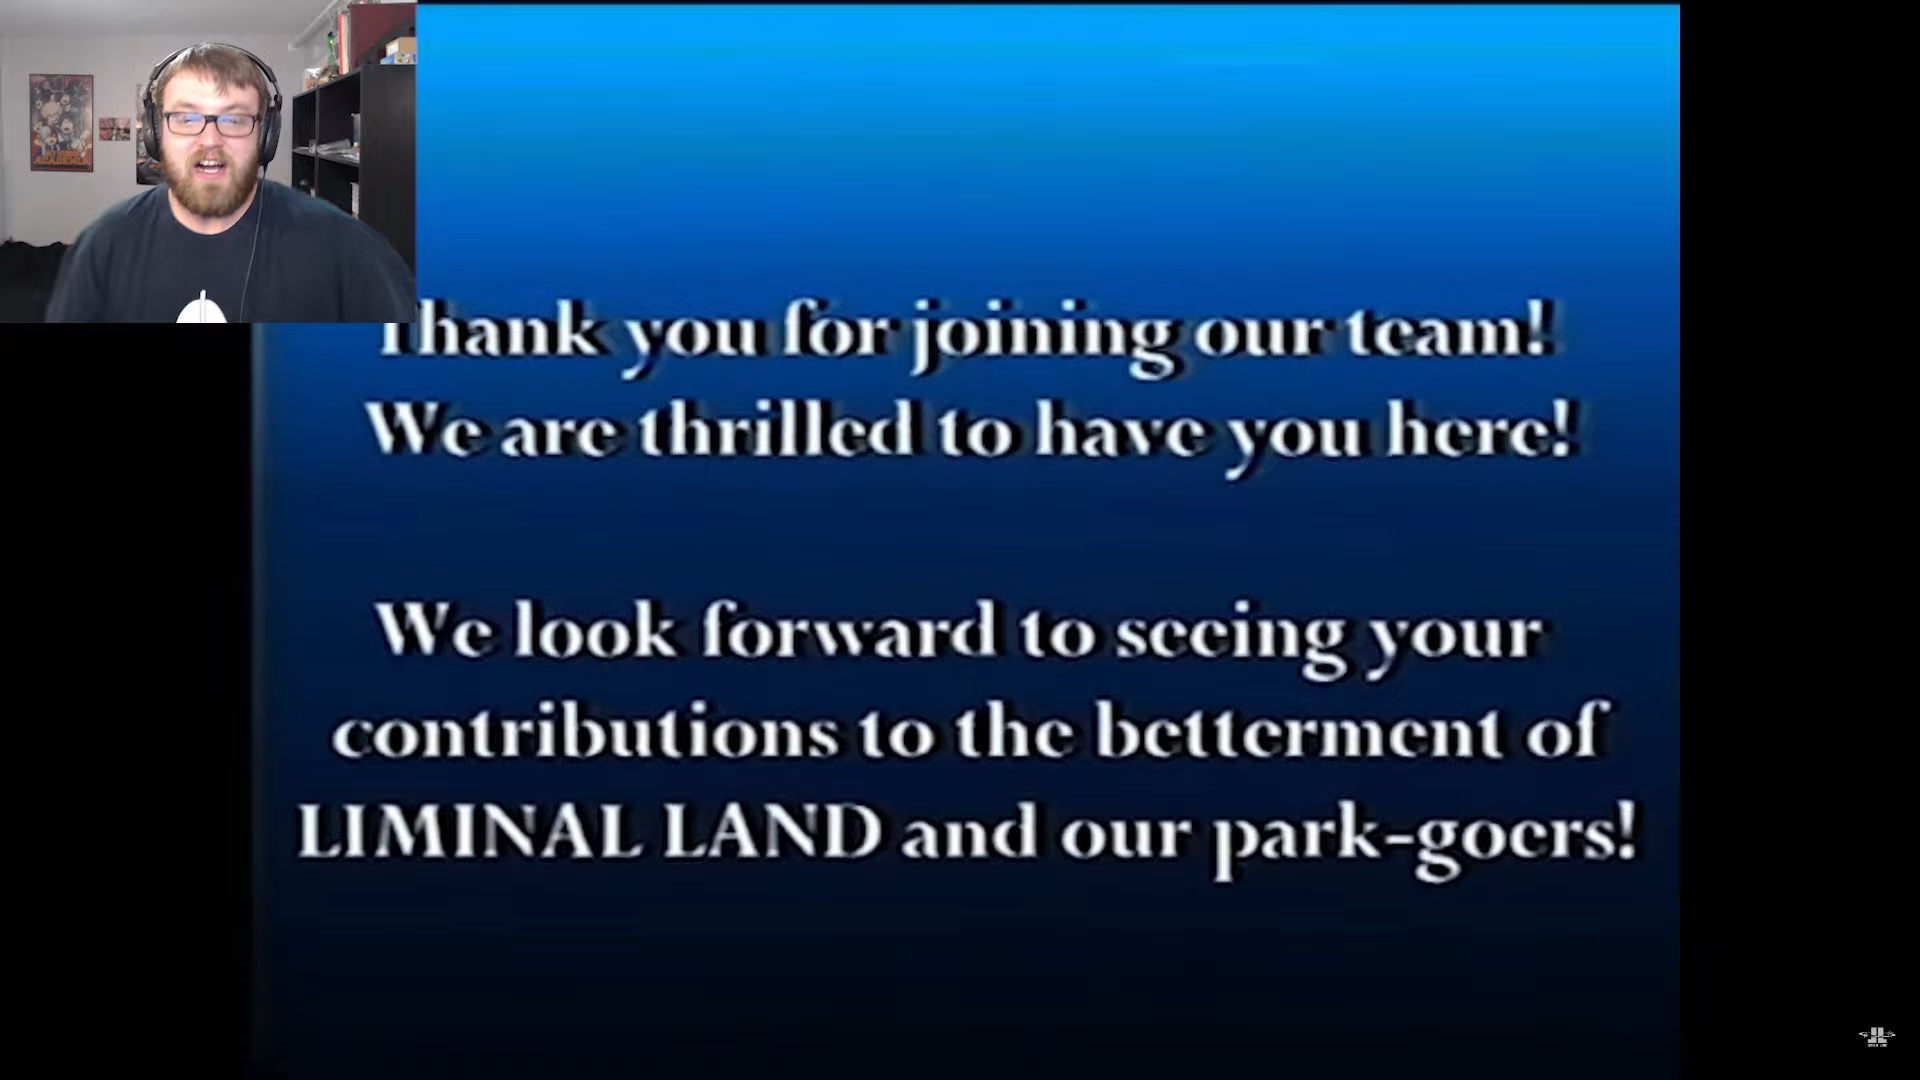 Thank you for joining our team!
We are thrilled to have you here!
We look forward to seeing your
contributions to the betterment of
LIMINAL LAND and our park-goers!